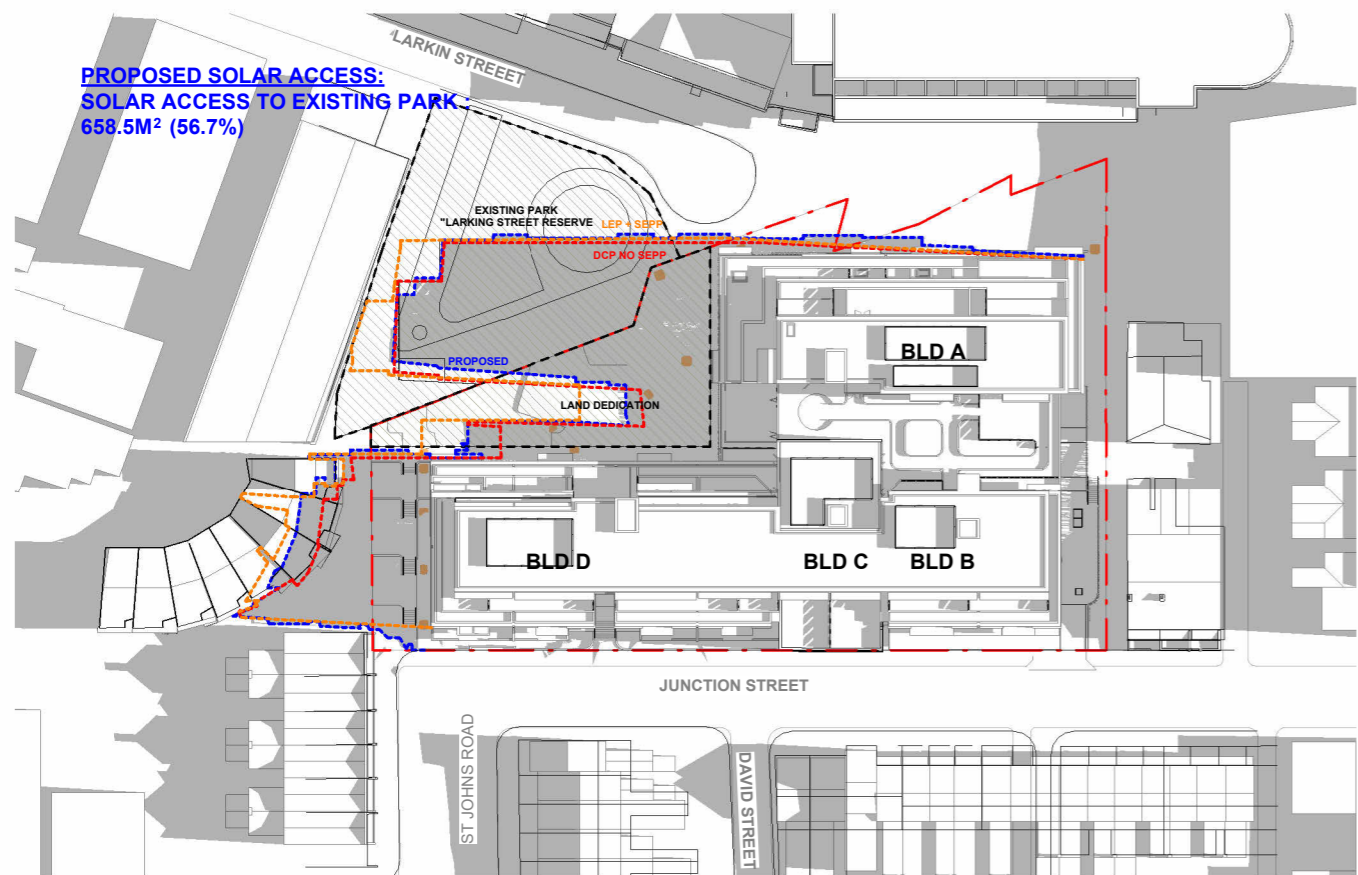 LARKIN STREEET
PROPOSED SOLAR ACCESS:
SOLAR ACCESS TO EXISTING PARK :
658.5M² (56.7%)
EXISTING PARK
"LARKING STREET RESERVE
LEP + SEPP
DCP NO SEPP
BLD A
PROPOSED
LAND DEDICATION
BLD D
BLD C
BLD B
JUNCTION STREET
ST JOHNS ROAD
DAVID STREET